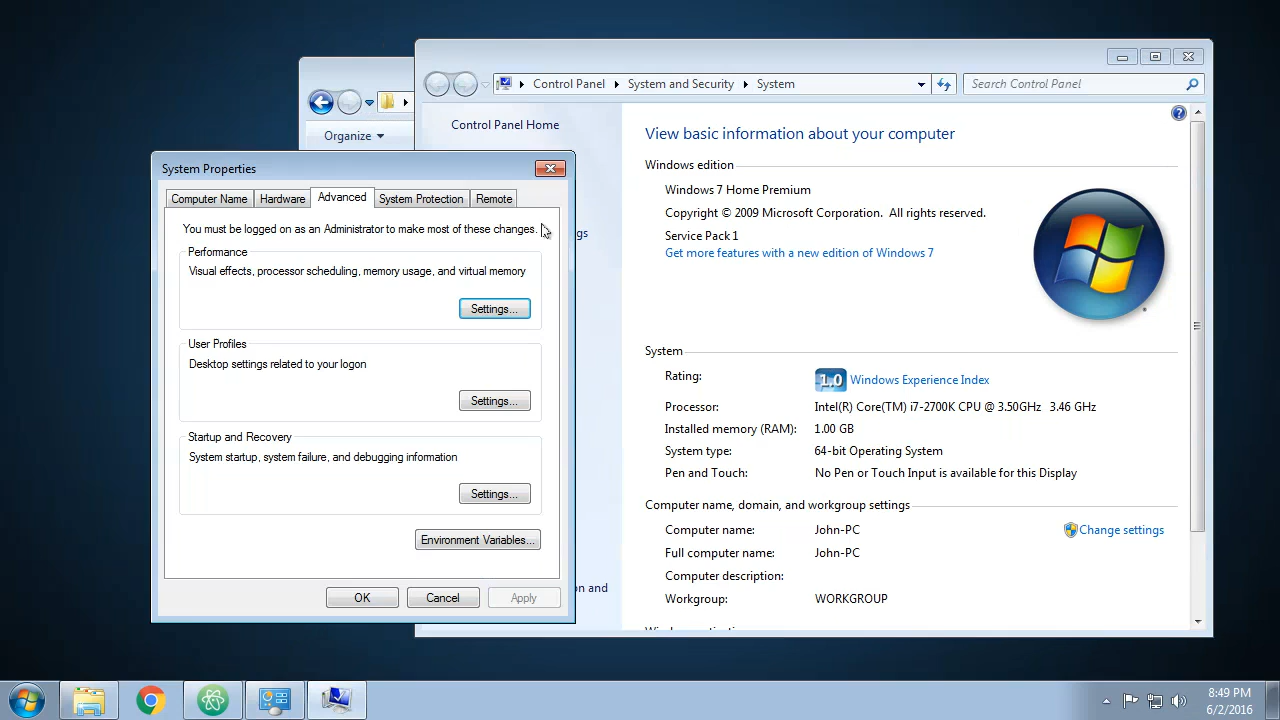 Control Panel
System and Security
System
Search Control Panel
Organize
Control Panel Home
View basic information about your computer
Windows edition
Windows 7 Home Premium
Copyright © 2009 Microsoft Corporation. All rights reserved.
Service Pack 1
Get more features with a new edition of Windows 7
System
Rating:
1.0
Windows Experience Index
Processor:
Intel(R) Core(TM) i7-2700K CPU @ 3.50GHz 3.46 GHz
Installed memory (RAM):
1.00 GB
System type:
64-bit Operating System
Pen and Touch:
No Pen or Touch Input is available for this Display
Computer name, domain, and workgroup settings
Computer name:
John-PC
Change settings
Full computer name:
John-PC
Computer description:
Workgroup:
WORKGROUP
System Properties
Computer Name
Hardware
Advanced
System Protection
Remote
You must be logged on as an Administrator to make most of these changes.
Performance
Visual effects, processor scheduling, memory usage, and virtual memory
Settings...
User Profiles
Desktop settings related to your logon
Settings...
Startup and Recovery
System startup, system failure, and debugging information
Settings...
Environment Variables...
OK
Cancel
Apply
8:49 PM
6/2/2016